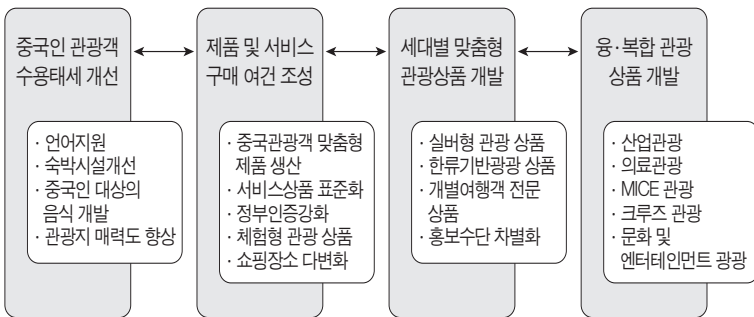 중국인 관광객
수용태세 개선
· 언어지원
· 숙박시설개선
· 중국인 대상의
음식 개발
· 관광지 매력도 향상
제품 및 서비스
구매 여건 조성
· 중국관광객 맞춤형
제품 생산
· 서비스상품 표준화
· 정부인증강화
· 체험형 관광 상품
· 쇼핑장소 다변화
세대별 맞춤형
관광상품 개발
· 실버형 관광 상품
· 한류기반광광 상품
· 개별여행객 전문
상품
· 홍보수단 차별화
융·복합 관광
상품 개발
· 산업관광
· 의료관광
· MICE 관광
· 크루즈 관광
· 문화 및
엔터테인먼트 광광